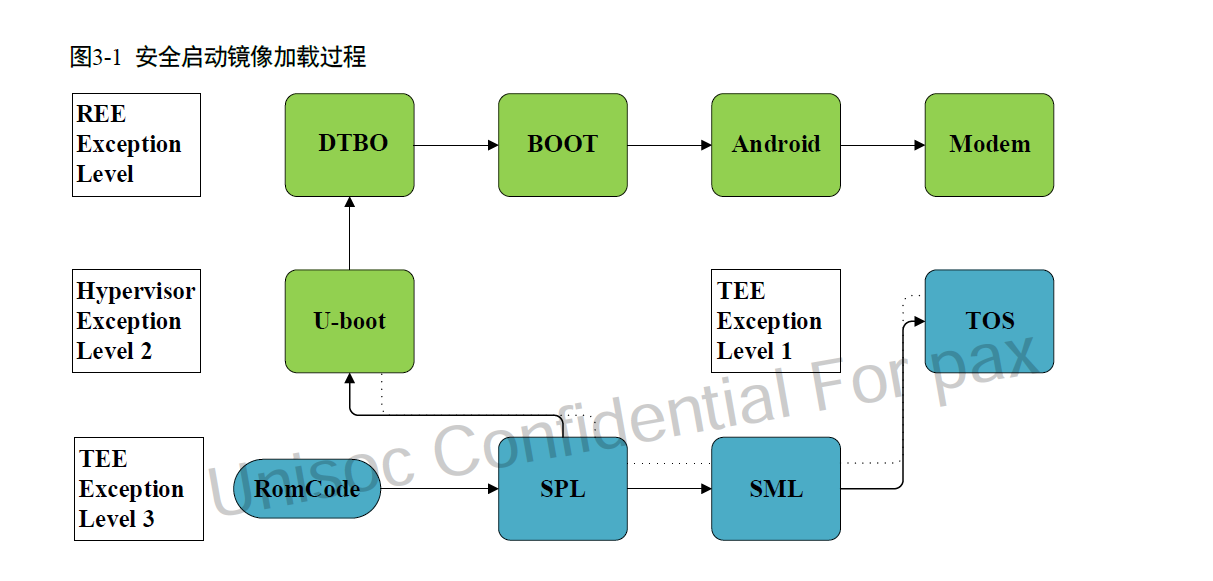 图3-1 安全启动镜像加载过程
REE
Exception
Level
DTBO
BOOT
Android
Modem
Hypervisor
Exception
Level 2
U-boot
TEE
Exception
Level 1
TOS
TEE
Exception
Level 3
RomCode
SPL
SML
Unisoc Confidential For pax